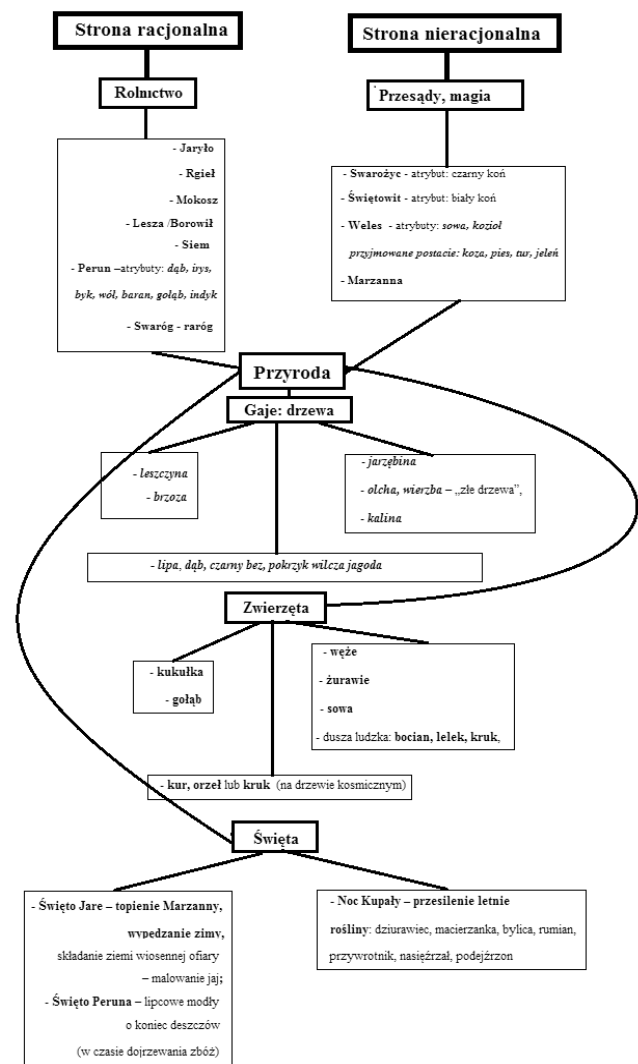 Strona racjonalna
Strona nieracjonalna
Rolnictwo
Przesądy, magia
- Jaryło
- Rgieł
- Mokosz
- Lesza /Borowił
- Siem
- Perun –atrybuty: dąb, irys,
byk, wół, baran, gołąb, indyk
- Swaróg - raróg
- Swarożyc - atrybut: czarny koń
- Świętowit - atrybut: biały koń
- Weles - atrybuty: sowa, kozioł
przyjmowane postacie: koza, pies, tur, jeleń
- Marzanna
Przyroda
Gaje: drzewa
- leszczyna
- brzoza
- jarzębina
- olcha, wierzba – „złe drzewa”,
- kalina
- lipa, dąb, czarny bez, pokrzyk wilcza jagoda
Zwierzęta
- kukułka
- gołąb
- węże
- żurawie
- sowa
- dusza ludzka: bocian, lelek, kruk,
- kur, orzeł lub kruk (na drzewie kosmicznym)
Święta
- Święto Jare – topienie Marzanny,
wypędzanie zimy,
składanie ziemi wiosennej ofiary
– malowanie jaj;
- Święto Peruna – lipcowe modły
o koniec deszczów
(w czasie dojrzewania zbóż)
- Noc Kupały – przesilenie letnie
rośliny: dziurawiec, macierzanka, bylica, rumian,
przywrotnik, nasięźrzał, podejźrzon